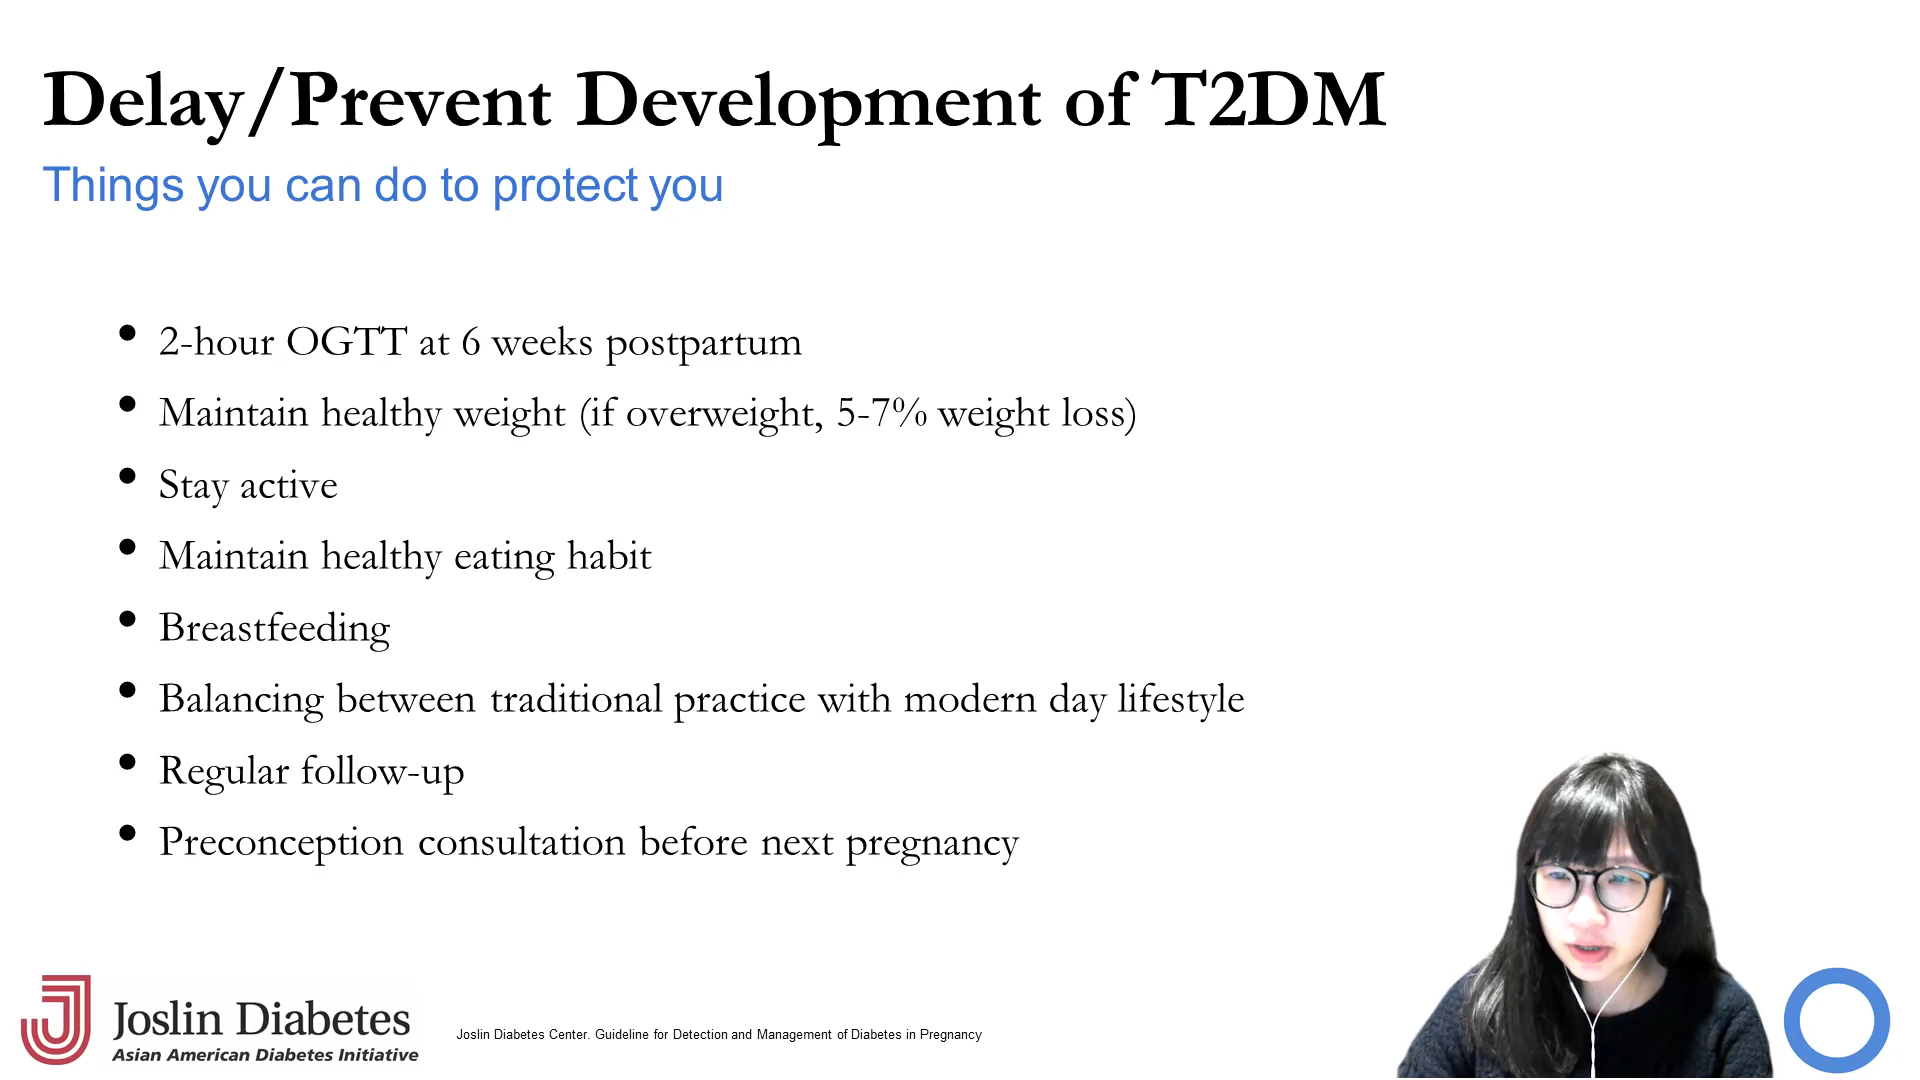 Delay/Prevent Development of T2DM
Things you can do to protect you
• 2-hour OGTT at 6 weeks postpartum
• Maintain healthy weight (if overweight, 5-7% weight loss)
• Stay active
• Maintain healthy eating habit
• Breastfeeding
• Balancing between traditional practice with modern day lifestyle
• Regular follow-up
• Preconception consultation before next pregnancy
Joslin Diabetes
Asian American Diabetes Initiative
Joslin Diabetes Center. Guideline for Detection and Management of Diabetes in Pregnancy